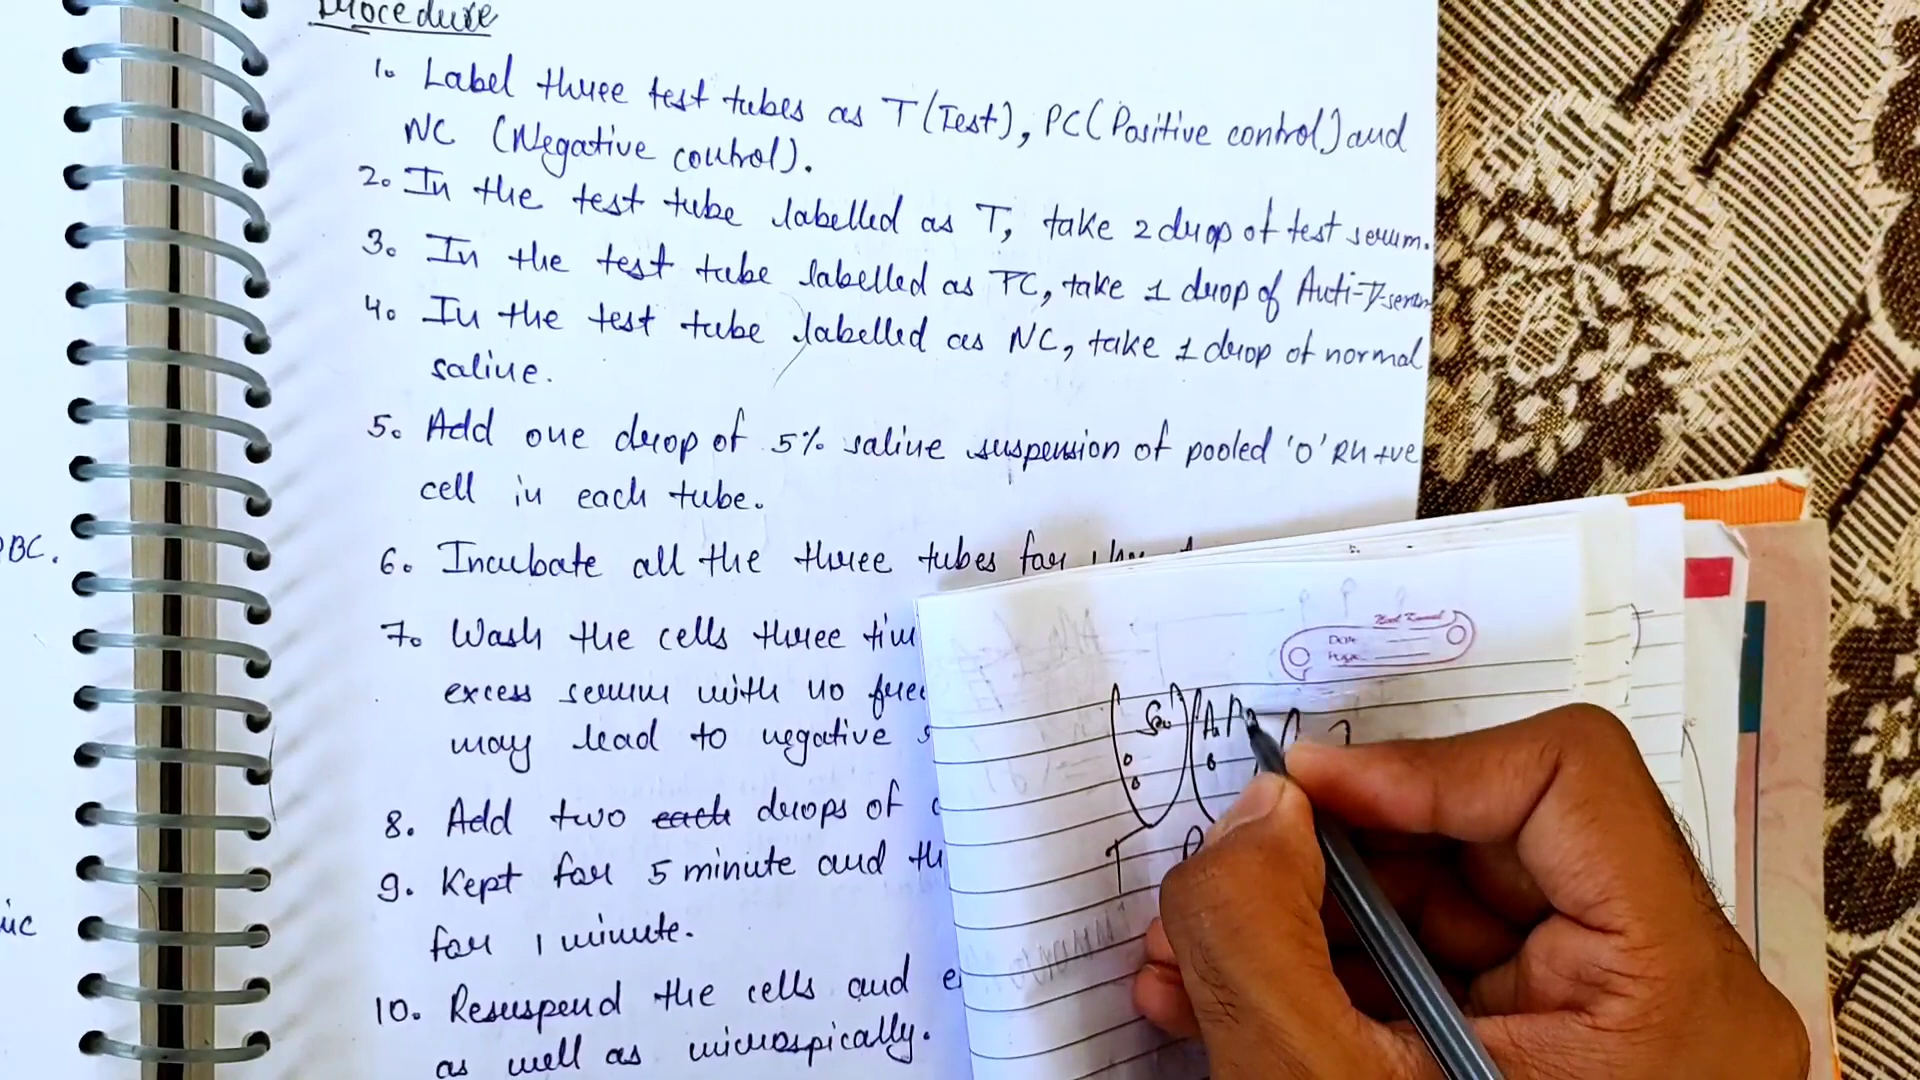 Procedure
1. Label three test tubes as T (Test), PC (Positive control) and
NC (Negative control).
2. In the test tube labelled as T, take 2 drop of test serum.
3. In the test tube labelled as PC, take 1 drop of Anti-D-serum
4. In the test tube labelled as NC, take 1 drop of normal
saline.
5. Add one drop of 5% saline suspension of pooled 'O' Rh +ve
cell in each tube.
BC.
6. Incubate all the three tubes for
7. Wash the cells three
excess serum with no free
may lead to negative
8. Add two each drops of
9. Kept for 5 minute and
for 1 minute.
10. Resuspend the cells and
as well as microspically.
Date
Page
T